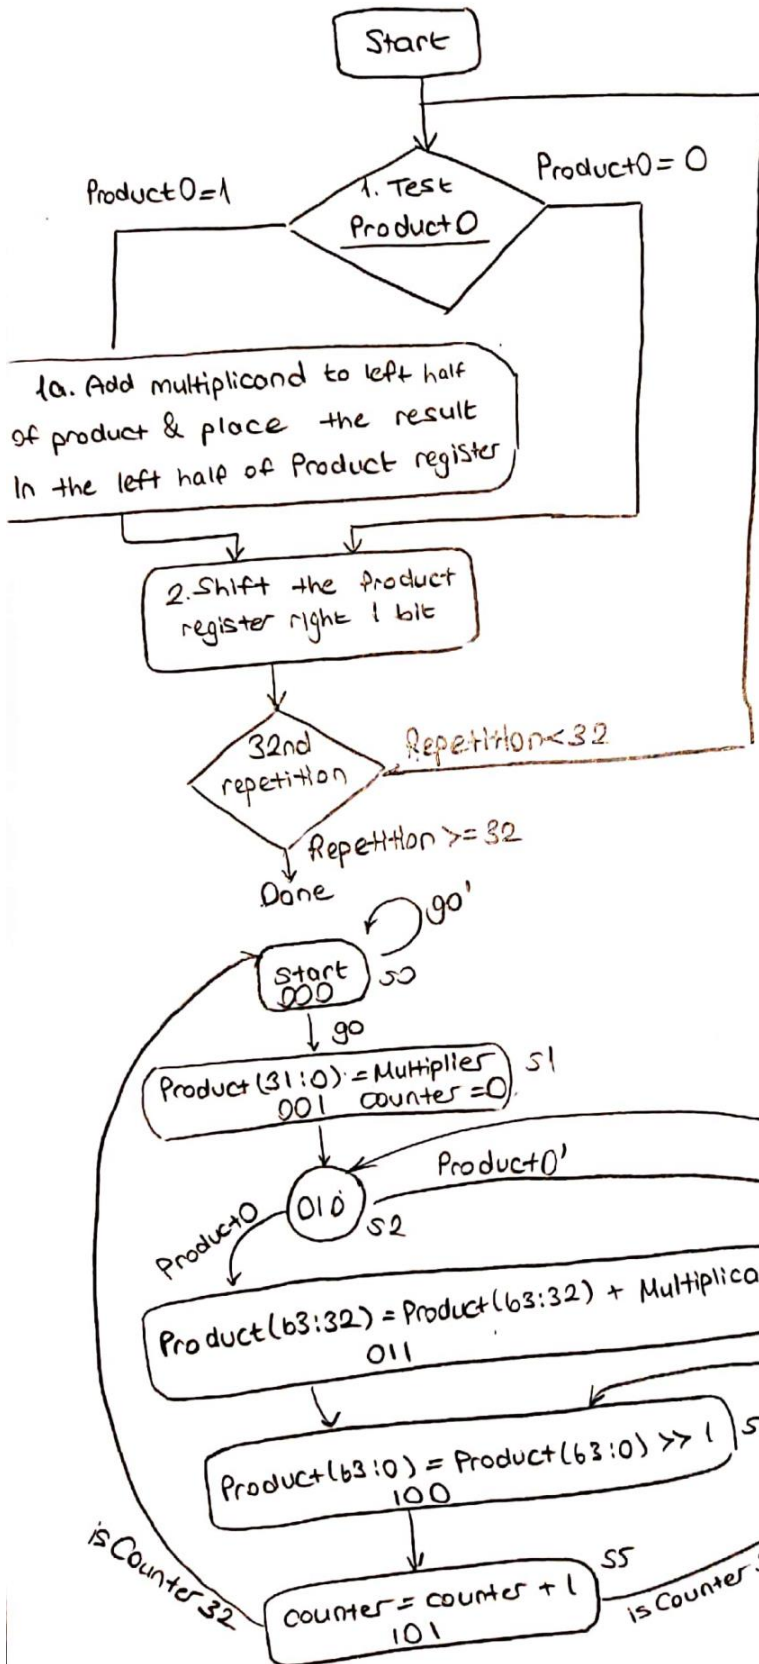 Start
Product0=1
1. Test
Product0
Product0=0
1a. Add multiplicand to left half
of product & place the result
In the left half of Product register
2.Shift the Product
register right 1 bit
32nd
repetition
Repetition<32
Repetition >=32
Done
go'
Start
000
S0
go
Product(31:0) = Multiplier
001 counter =0
S1
Product0'
010
S2
Product0
Product(63:32) = Product(63:32) + Multiplica
011
Product(63:0) = Product(63:0) >> 1
100
S
is Counter 32
counter = counter + 1
101
S5
is Counter